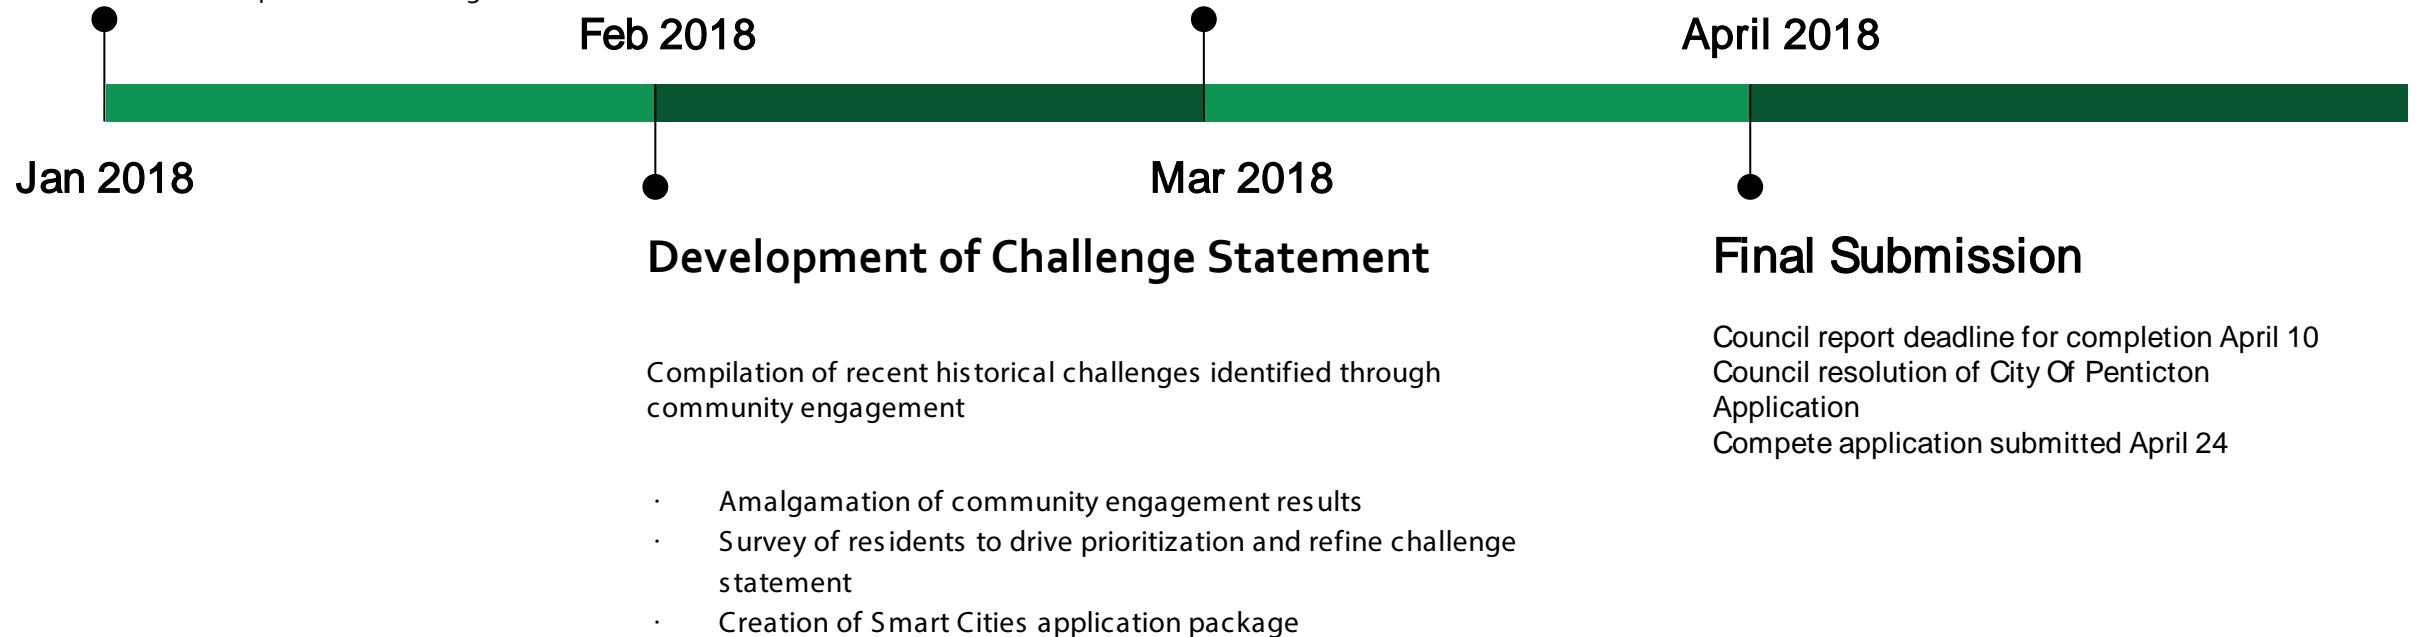 Feb 2018
April 2018
Jan 2018
Mar 2018
Development of Challenge Statement
Compilation of recent historical challenges identified through
community engagement
· Amalgamation of community engagement results
· Survey of residents to drive prioritization and refine challenge
statement
· Creation of Smart Cities application package
Final Submission
Council report deadline for completion April 10
Council resolution of City Of Penticton
Application
Compete application submitted April 24